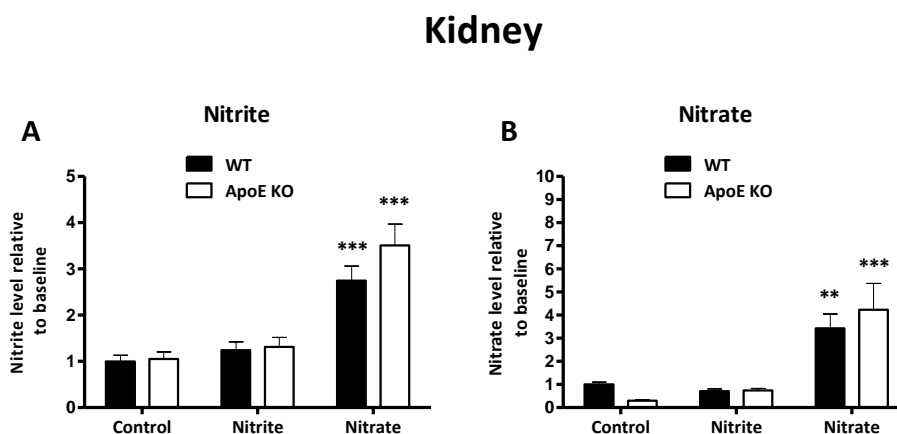 Kidney
A
Nitrite
WT
ApoE KO
Nitrite level relative
to baseline
5
4
3
2
1
0
***
***
Control
Nitrite
Nitrate
B
Nitrate
WT
ApoE KO
Nitrate level relative
to baseline
10
9
8
7
6
5
4
3
2
1
0
**
***
Control
Nitrite
Nitrate